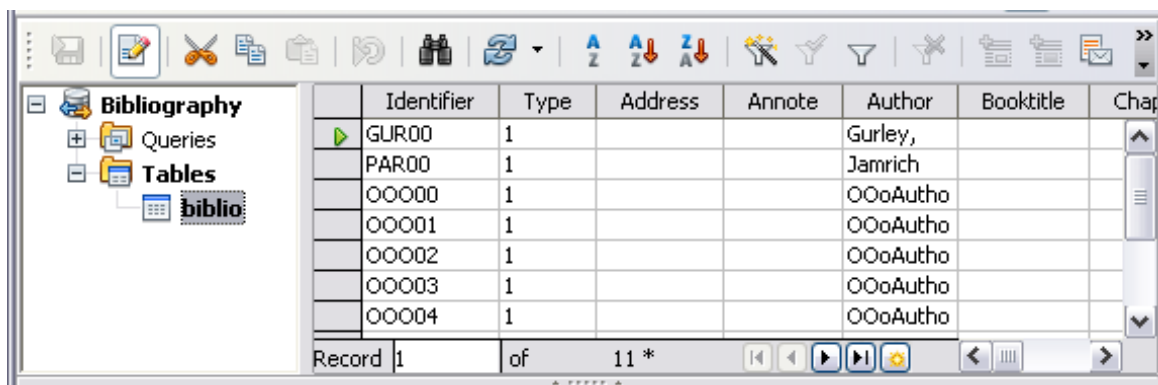 Bibliography
Queries
Tables
biblio
Identifier Type Address Annote Author Booktitle Chap
GUR00 1 Gurley,
PAR00 1 Jamrich
OOO00 1 OOoAutho
OOO01 1 OOoAutho
OOO02 1 OOoAutho
OOO03 1 OOoAutho
OOO04 1 OOoAutho
Record 1 of 11 *